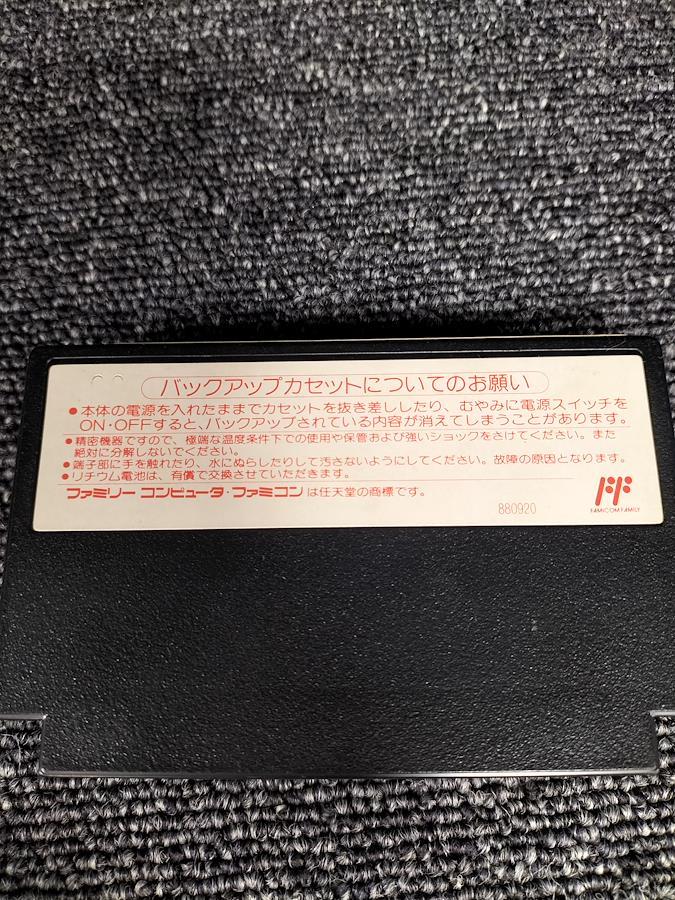 バックアップカセットについてのお願い
●本体の電源を入れたままでカセットを抜き差ししたり、むやみに電源スイッチを
ON・OFFすると、バックアップされている内容が消えてしまうことがあります。
●精密機器ですので、極端な温度条件下での使用や保管および強いショックをさけてください。また
絶対に分解しないでください。
●端子部に手を触れたり、水にぬらしたりして汚さないようにしてください。故障の原因となります。
●リチウム電池は、有償で交換させていただきます。
ファミリー コンピュータ・ファミコンは任天堂の商標です。
880920
FAMICOM FAMILY